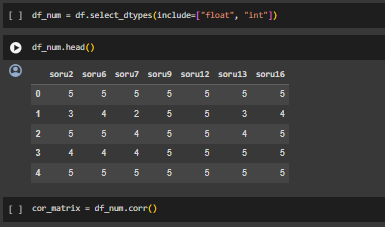 [ ] df_num = df.select_dtypes(include=["float", "int"])
df_num.head()
soru2 soru6 soru7 soru9 soru12 soru13 soru16
0 5 5 5 5 5 5 5
1 3 4 2 5 5 3 4
2 5 5 4 5 5 4 5
3 4 4 4 5 5 5 5
4 5 5 5 5 5 5 5
[ ] cor_matrix = df_num.corr()